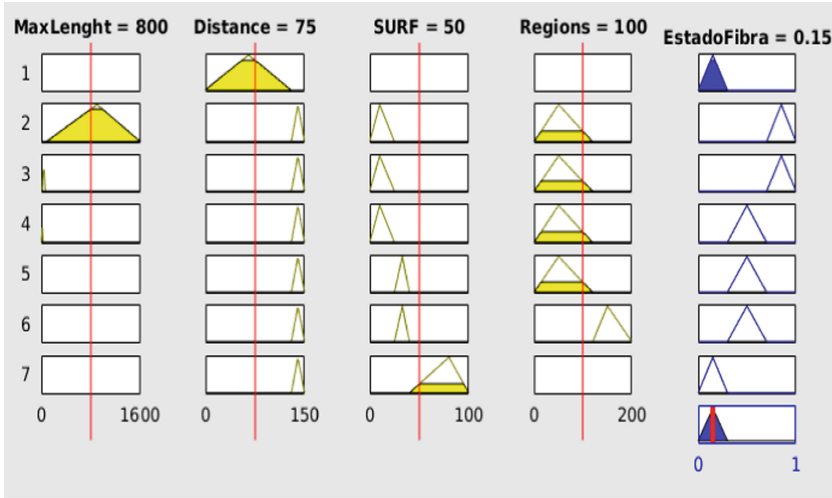 MaxLenght = 800
Distance = 75
SURF = 50
Regions = 100
EstadoFibra = 0.15
1
2
3
4
5
6
7
0 1600
0 150
0 100
0 200
0 1